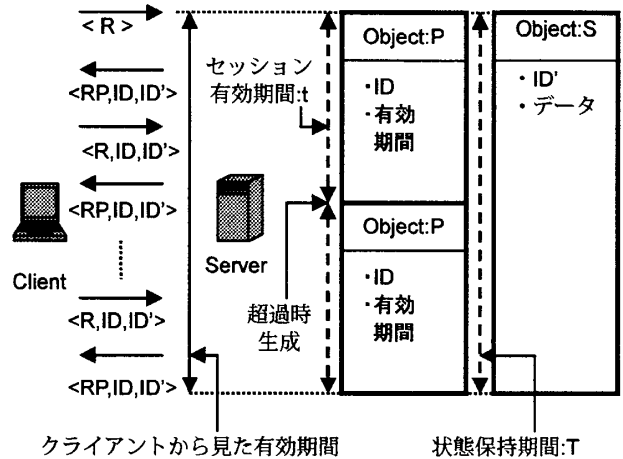 < R >
<RP,ID,ID'>
<R,ID,ID'>
<RP,ID,ID'>
Client
<R,ID,ID'>
<RP,ID,ID'>
セッション
有効期間:t
Server
超過時
生成
Object:P
・ID
・有効
期間
Object:P
・ID
・有効
期間
Object:S
・ID'
・データ
クライアントから見た有効期間
状態保持期間:T